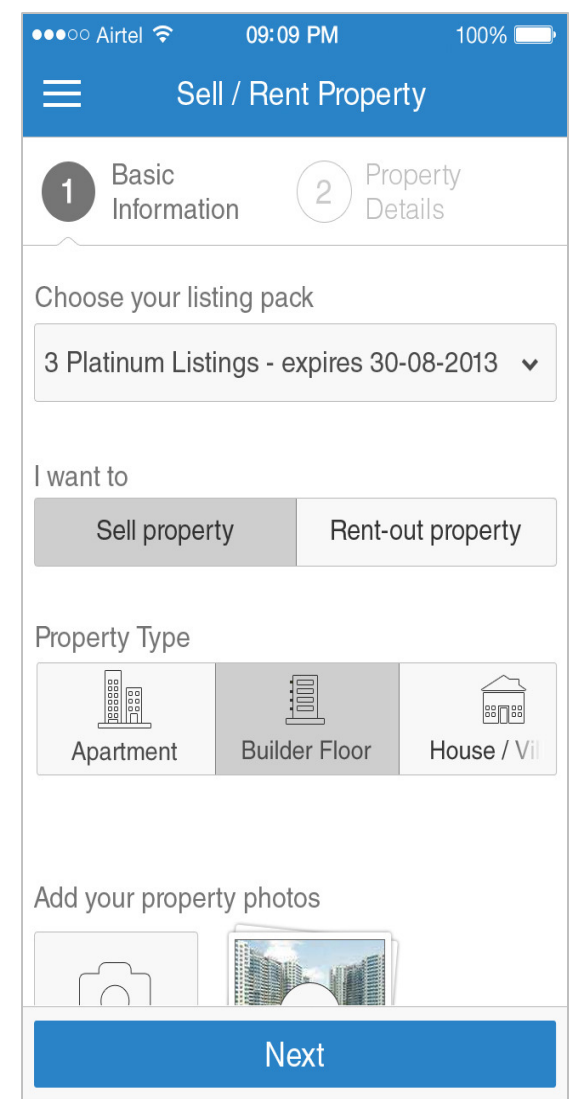 Airtel 09:09 PM 100%
Sell / Rent Property
1 Basic Information 2 Property Details
Choose your listing pack
3 Platinum Listings - expires 30-08-2013
I want to
Sell property Rent-out property
Property Type
Apartment Builder Floor House / Vil
Add your property photos
Next